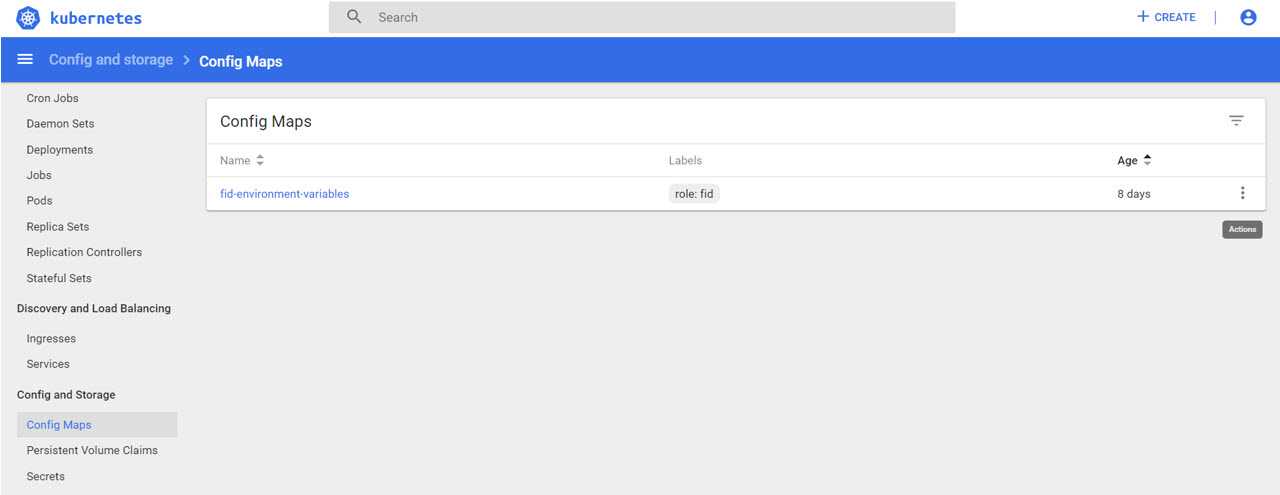 kubernetes
Search
CREATE
Config and storage
Config Maps
Cron Jobs
Daemon Sets
Deployments
Jobs
Pods
Replica Sets
Replication Controllers
Stateful Sets
Discovery and Load Balancing
Ingresses
Services
Config and Storage
Config Maps
Persistent Volume Claims
Secrets
Config Maps
Name Labels Age
fid-environment-variables role: fid 8 days
Actions